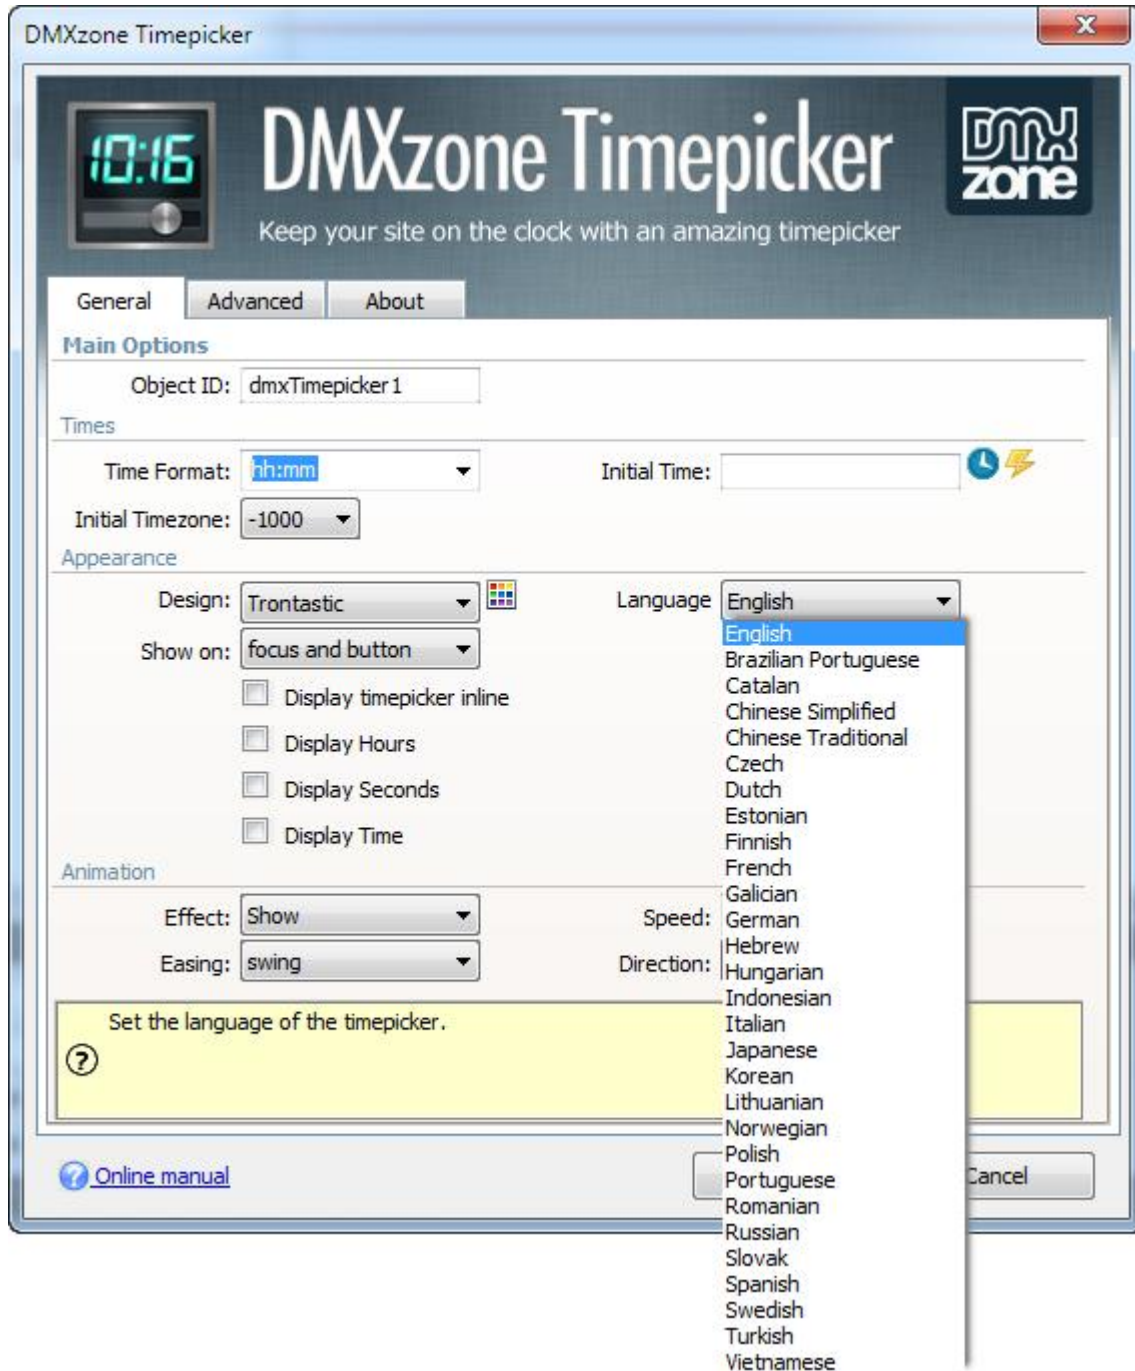 DMXzone Timepicker
10:16
DMXzone Timepicker
DMX
zone
Keep your site on the clock with an amazing timepicker
General Advanced About
Main Options
Object ID: dmxTimepicker1
Times
Time Format: hh:mm Initial Time:
Initial Timezone: -1000
Appearance
Design: Trontastic Language English
Show on: focus and button
Display timepicker inline
Display Hours
Display Seconds
Display Time
English
Brazilian Portuguese
Catalan
Chinese Simplified
Chinese Traditional
Czech
Dutch
Estonian
Finnish
French
Galician
German
Hebrew
Hungarian
Indonesian
Italian
Japanese
Korean
Lithuanian
Norwegian
Polish
Portuguese
Romanian
Russian
Slovak
Spanish
Swedish
Turkish
Vietnamese
Animation
Effect: Show Speed:
Easing: swing Direction:
Set the language of the timepicker.
?
? Online manual
Cancel